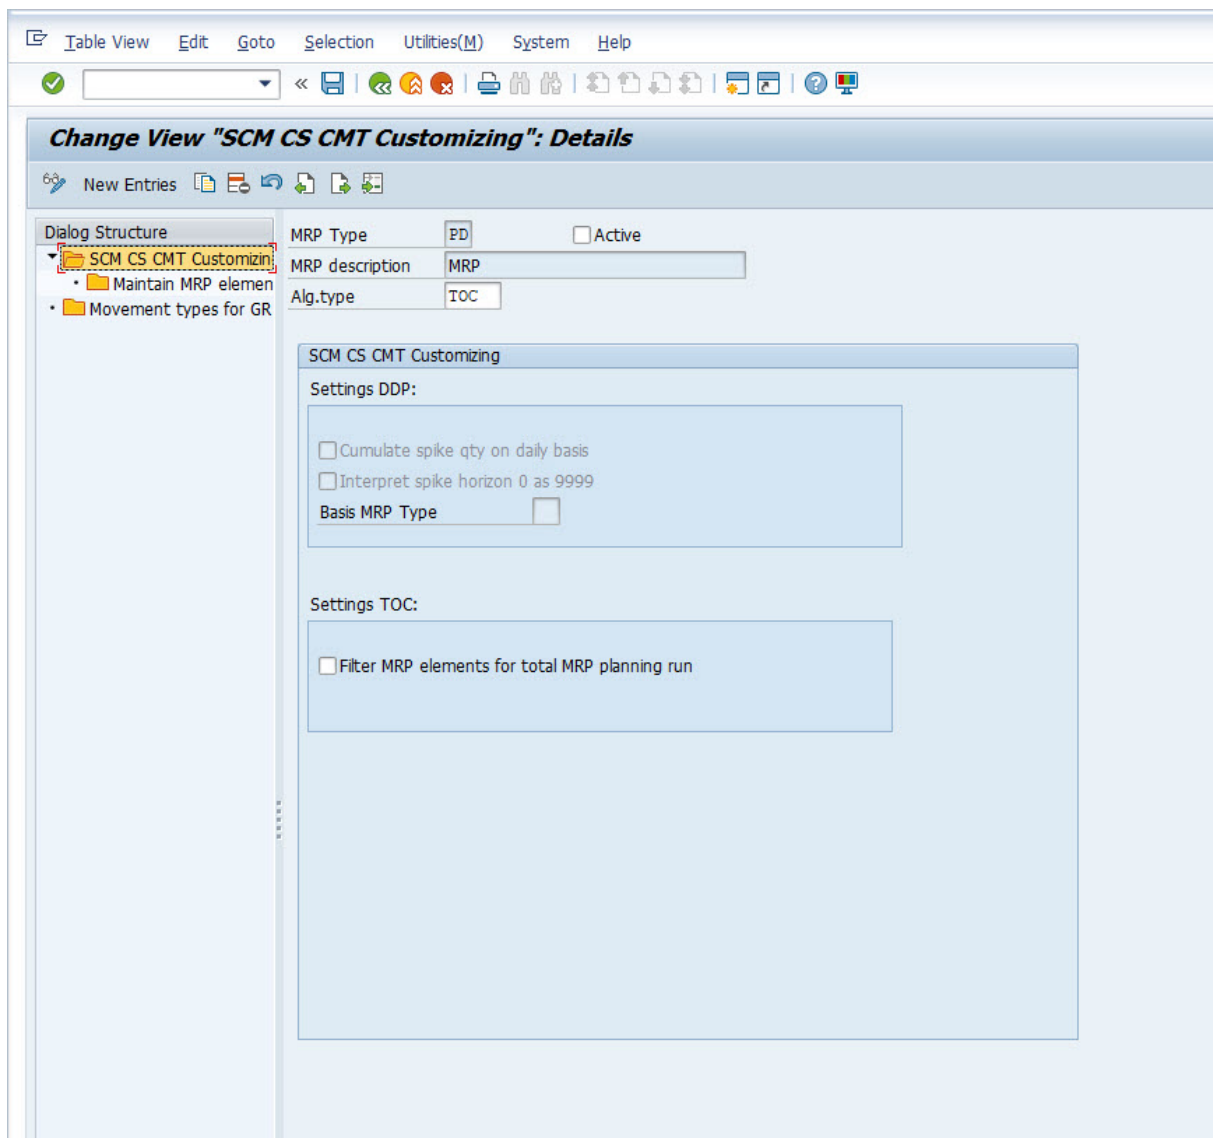 Table View Edit Goto Selection Utilities(M) System Help
Change View "SCM CS CMT Customizing": Details
New Entries
Dialog Structure
SCM CS CMT Customizin
Maintain MRP elemen
Movement types for GR
MRP Type PD Active
MRP description MRP
Alg.type TOC
SCM CS CMT Customizing
Settings DDP:
Cumulate spike qty on daily basis
Interpret spike horizon 0 as 9999
Basis MRP Type
Settings TOC:
Filter MRP elements for total MRP planning run